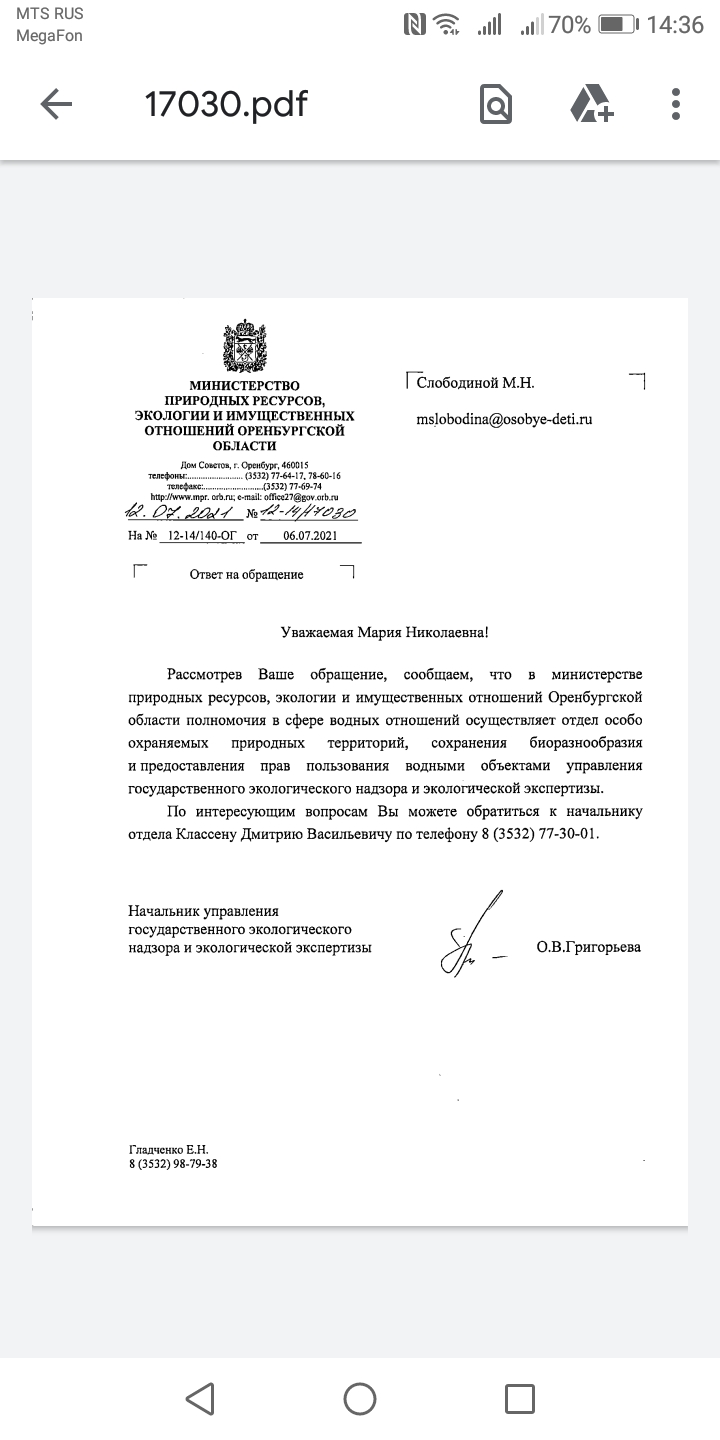 MTS RUS
MegaFon
70% 14:36
17030.pdf
МИНИСТЕРСТВО
ПРИРОДНЫХ РЕСУРСОВ,
ЭКОЛОГИИ И ИМУЩЕСТВЕННЫХ
ОТНОШЕНИЙ ОРЕНБУРГСКОЙ
ОБЛАСТИ
Дом Советов, г. Оренбург, 460015
телефоны:......................... (3532) 77-64-17, 78-60-16
телефакс:...........................(3532) 77-69-74
http://www.mpr. orb.ru; e-mail: office27@gov.orb.ru
12.07.2021 № 12-14/17030
На № 12-14/140-ОГ от 06.07.2021
Ответ на обращение
Слободиной М.Н.
mslobodina@osobye-deti.ru
Уважаемая Мария Николаевна!
Рассмотрев Ваше обращение, сообщаем, что в министерстве
природных ресурсов, экологии и имущественных отношений Оренбургской
области полномочия в сфере водных отношений осуществляет отдел особо
охраняемых природных территорий, сохранения биоразнообразия
и предоставления прав пользования водными объектами управления
государственного экологического надзора и экологической экспертизы.
По интересующим вопросам Вы можете обратиться к начальнику
отдела Классену Дмитрию Васильевичу по телефону 8 (3532) 77-30-01.
Начальник управления
государственного экологического
надзора и экологической экспертизы
О.В.Григорьева
Гладченко Е.Н.
8 (3532) 98-79-38